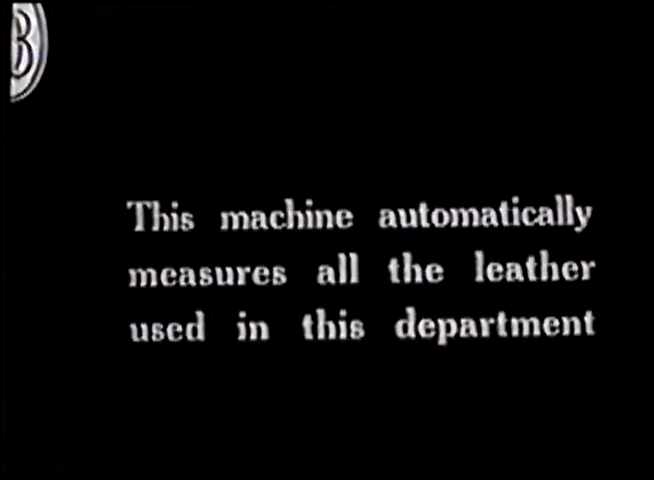 B
This machine automatically
measures all the leather
used in this department